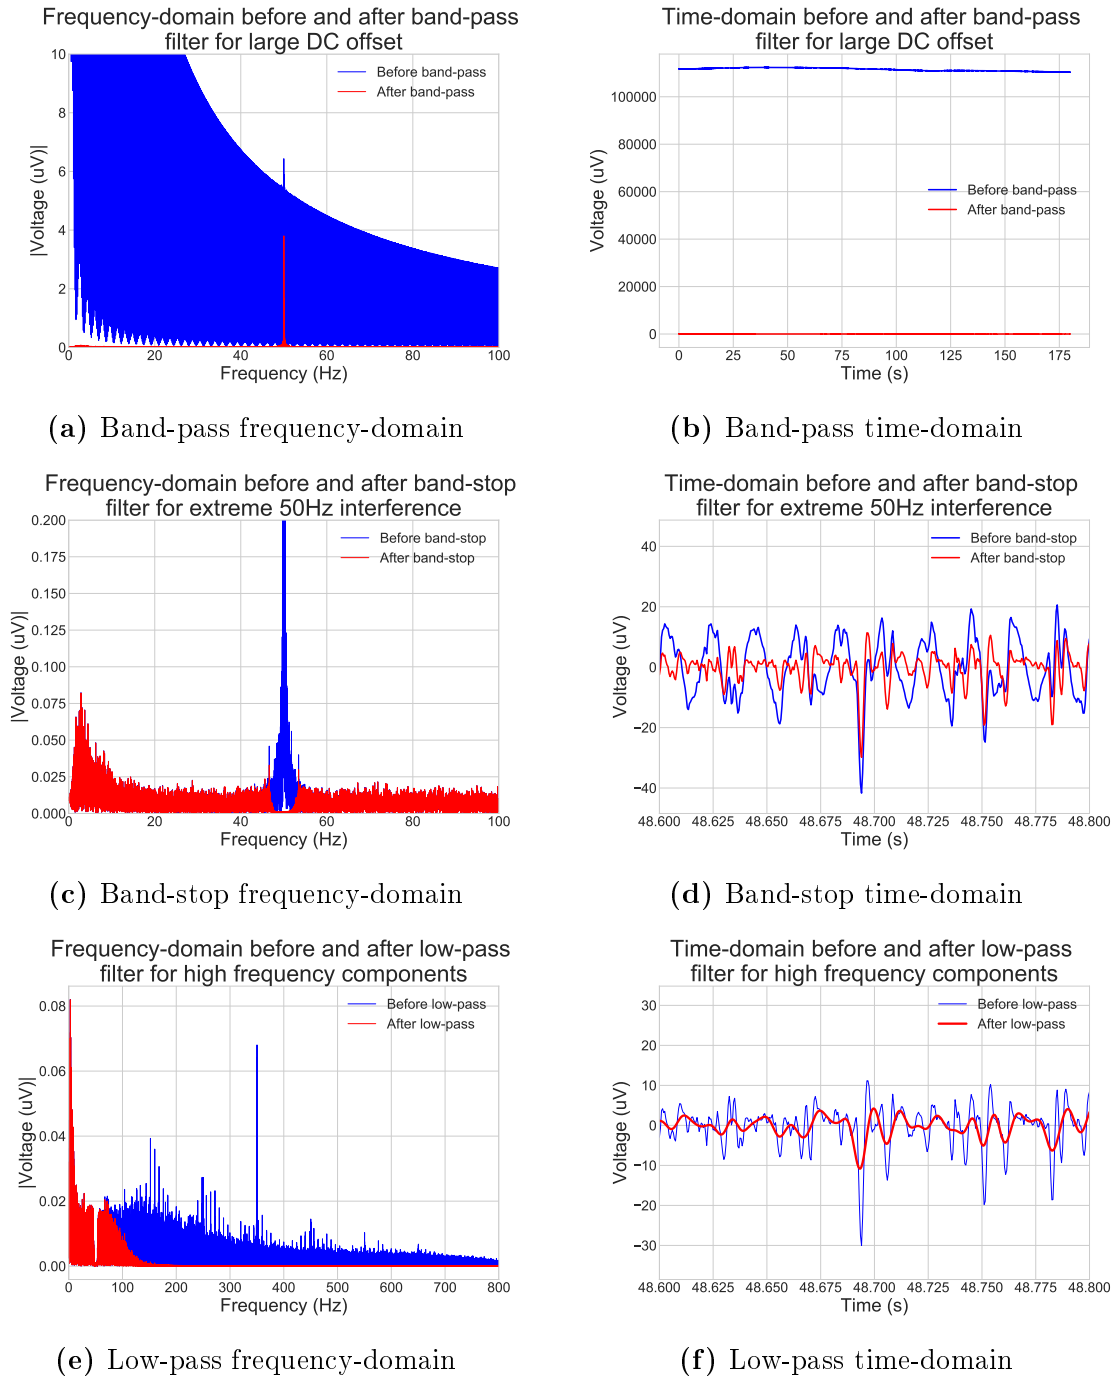 Frequency-domain before and after band-pass
filter for large DC offset
10
8
6
4
2
0
|Voltage (uV)|
Before band-pass
After band-pass
0 20 40 60 80 100
Frequency (Hz)
(a) Band-pass frequency-domain
Time-domain before and after band-pass
filter for large DC offset
100000
80000
60000
40000
20000
0
Voltage (uV)
Before band-pass
After band-pass
0 25 50 75 100 125 150 175
Time (s)
(b) Band-pass time-domain
Frequency-domain before and after band-stop
filter for extreme 50Hz interference
0.200
0.175
0.150
0.125
0.100
0.075
0.050
0.025
0.000
|Voltage (uV)|
Before band-stop
After band-stop
0 20 40 60 80 100
Frequency (Hz)
(c) Band-stop frequency-domain
Time-domain before and after band-stop
filter for extreme 50Hz interference
40
20
0
−20
−40
Voltage (uV)
Before band-stop
After band-stop
48.600 48.625 48.650 48.675 48.700 48.725 48.750 48.775 48.800
Time (s)
(d) Band-stop time-domain
Frequency-domain before and after low-pass
filter for high frequency components
0.08
0.06
0.04
0.02
0.00
|Voltage (uV)|
Before low-pass
After low-pass
0 100 200 300 400 500 600 700 800
Frequency (Hz)
(e) Low-pass frequency-domain
Time-domain before and after low-pass
filter for high frequency components
30
20
10
0
−10
−20
−30
Voltage (uV)
Before low-pass
After low-pass
48.600 48.625 48.650 48.675 48.700 48.725 48.750 48.775 48.800
Time (s)
(f) Low-pass time-domain